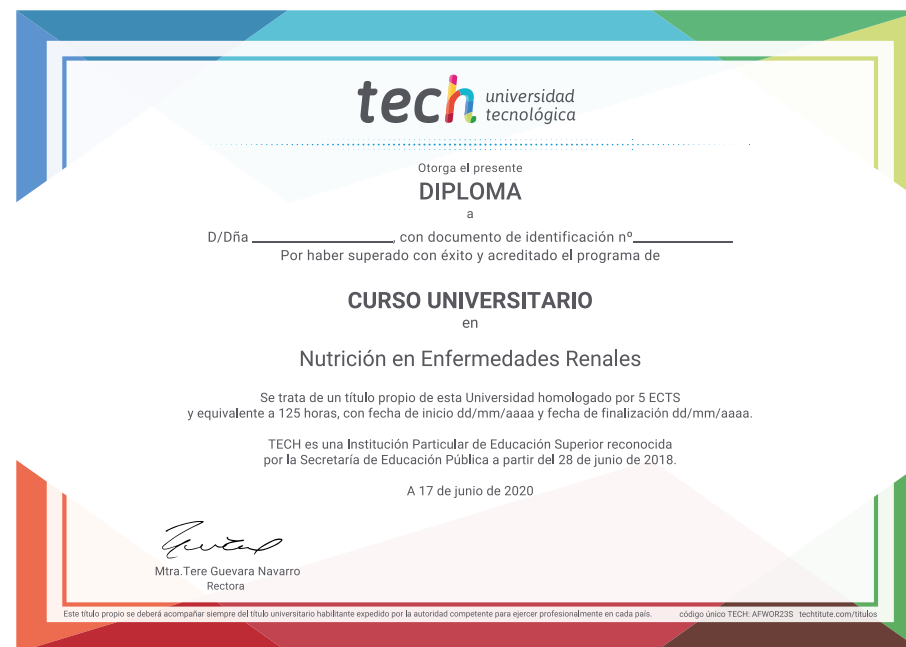 tech universidad
tecnológica
Otorga el presente
DIPLOMA
a
D/Dña ____________________, con documento de identificación nº______________
Por haber superado con éxito y acreditado el programa de
CURSO UNIVERSITARIO
en
Nutrición en Enfermedades Renales
Se trata de un título propio de esta Universidad homologado por 5 ECTS
y equivalente a 125 horas, con fecha de inicio dd/mm/aaaa y fecha de finalización dd/mm/aaaa.
TECH es una Institución Particular de Educación Superior reconocida
por la Secretaría de Educación Pública a partir del 28 de junio de 2018.
A 17 de junio de 2020
Mtra.Tere Guevara Navarro
Rectora
Este título propio se deberá acompañar siempre del título universitario habilitante expedido por la autoridad competente para ejercer profesionalmente en cada país. código único TECH: AFWOR23S techtitute.com/títulos